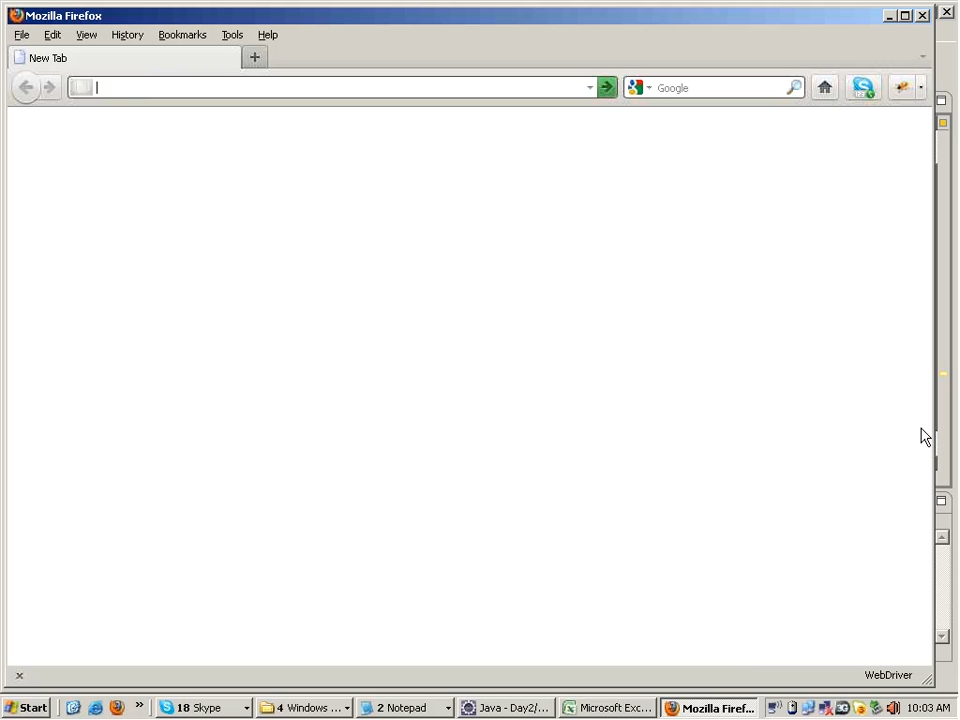 Mozilla Firefox
File Edit View History Bookmarks Tools Help
New Tab
Google
WebDriver
Start » 18 Skype 4 Windows ... 2 Notepad Java - Day2/... Microsoft Exc... Mozilla Firef... 10:03 AM